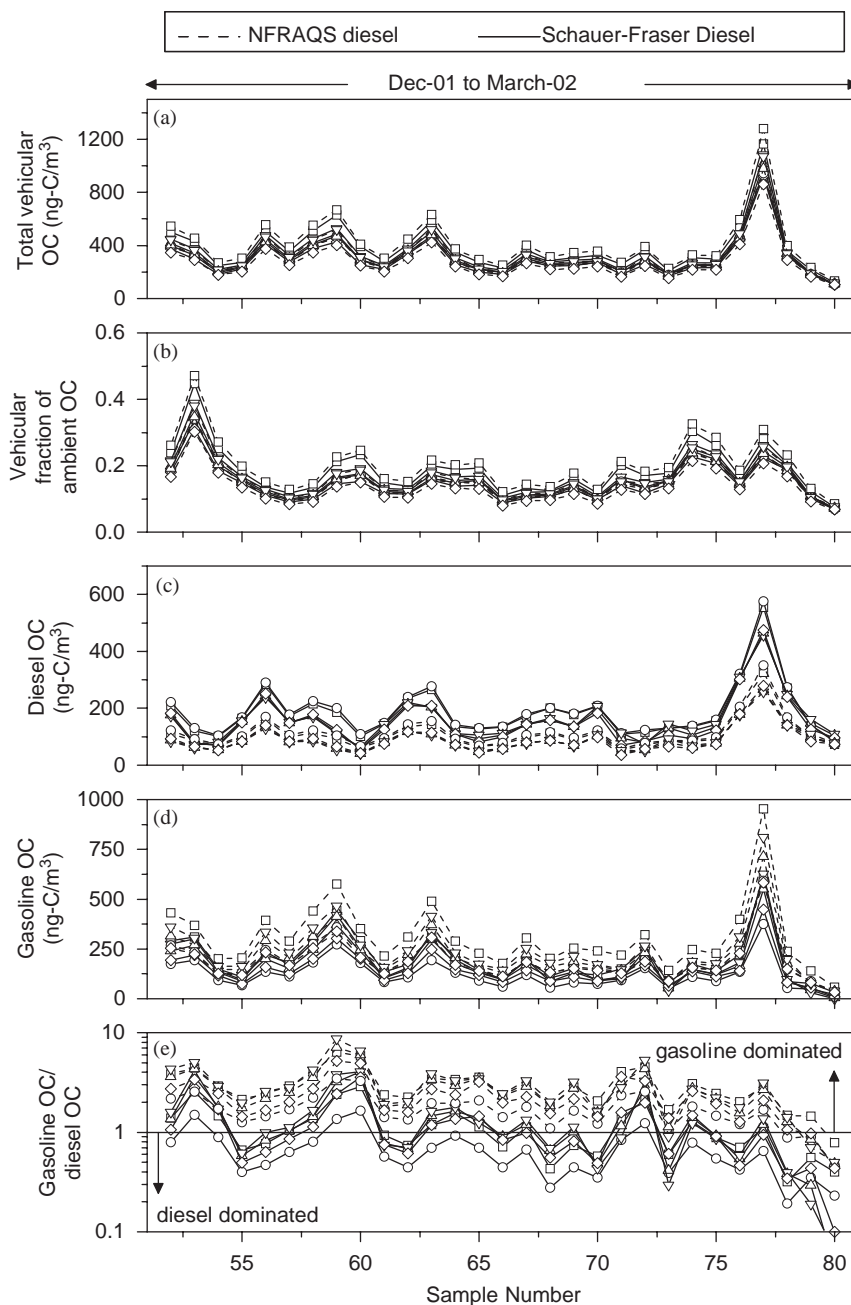 NFRAQS diesel
Schauer-Fraser Diesel
Dec-01 to March-02
(a)
Total vehicular
OC (ng-C/m³)
1200
800
400
0
(b)
Vehicular
fraction of
ambient OC
0.6
0.4
0.2
0.0
(c)
Diesel OC
(ng-C/m³)
600
400
200
0
(d)
Gasoline OC
(ng-C/m³)
1000
750
500
250
0
(e)
Gasoline OC/
diesel OC
10
1
0.1
gasoline dominated
diesel dominated
55 60 65 70 75 80
Sample Number